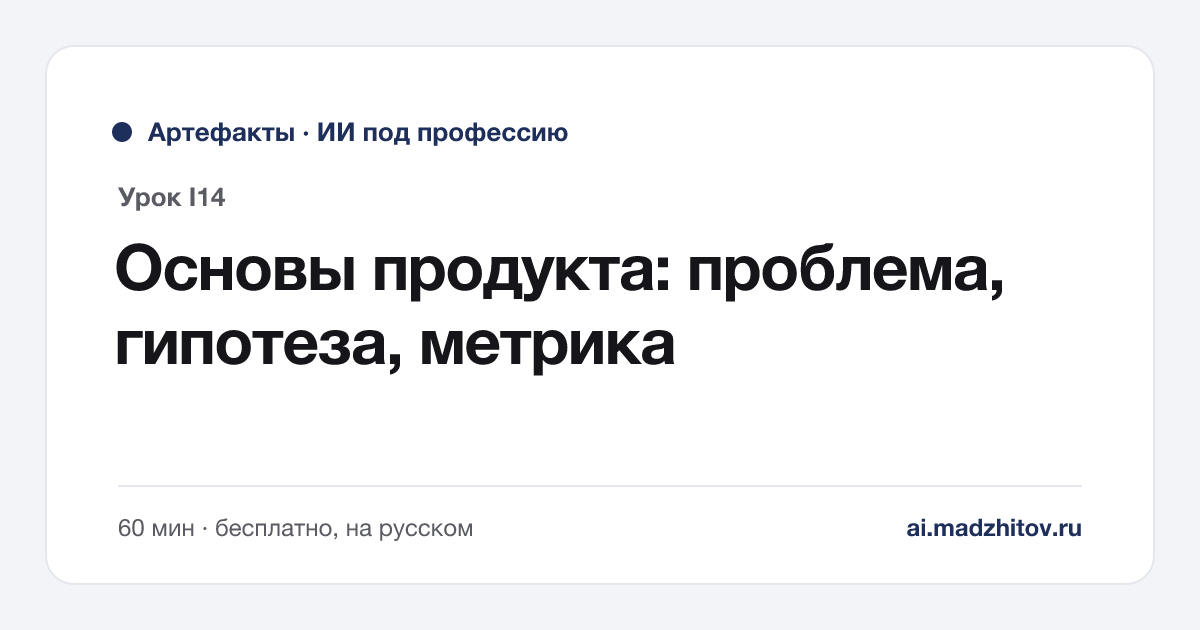 Артефакты · ИИ под профессию
Урок I14
Основы продукта: проблема,
гипотеза, метрика
60 мин · бесплатно, на русском
ai.madzhitov.ru